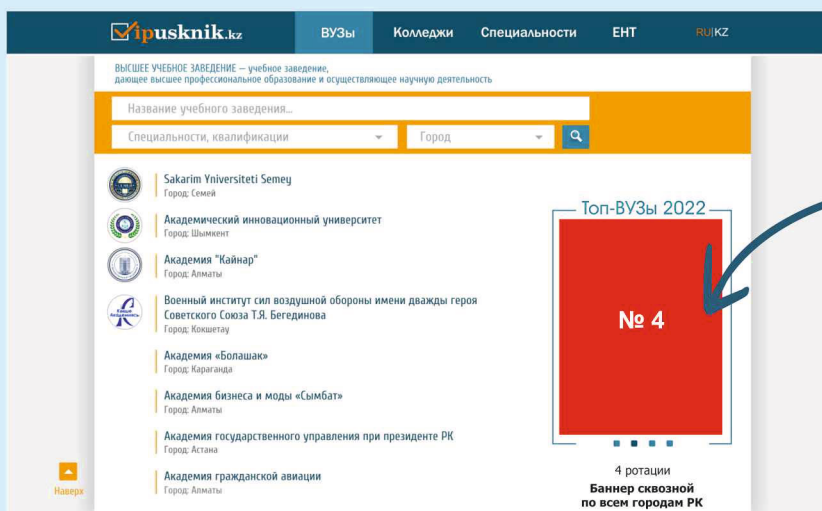 Vipusknik.kz
ВУЗы
Колледжи
Специальности
ЕНТ
RU|KZ
ВЫСШЕЕ УЧЕБНОЕ ЗАВЕДЕНИЕ — учебное заведение,
дающее высшее профессиональное образование и осуществляющее научную деятельность
Название учебного заведения...
Специальности, квалификации
Город
Sakarim Yniversiteti Semey
Город: Семей
Академический инновационный университет
Город: Шымкент
Академия "Кайнар"
Город: Алматы
Военный институт сил воздушной обороны имени дважды героя
Советского Союза Т.Я. Бегединова
Город: Кокшетау
Академия «Болашак»
Город: Караганда
Академия бизнеса и моды «Сымбат»
Город: Алматы
Академия государственного управления при президенте РК
Город: Астана
Академия гражданской авиации
Город: Алматы
Наверх
Топ-ВУЗы 2022
№ 4
4 ротации
Баннер сквозной
по всем городам РК